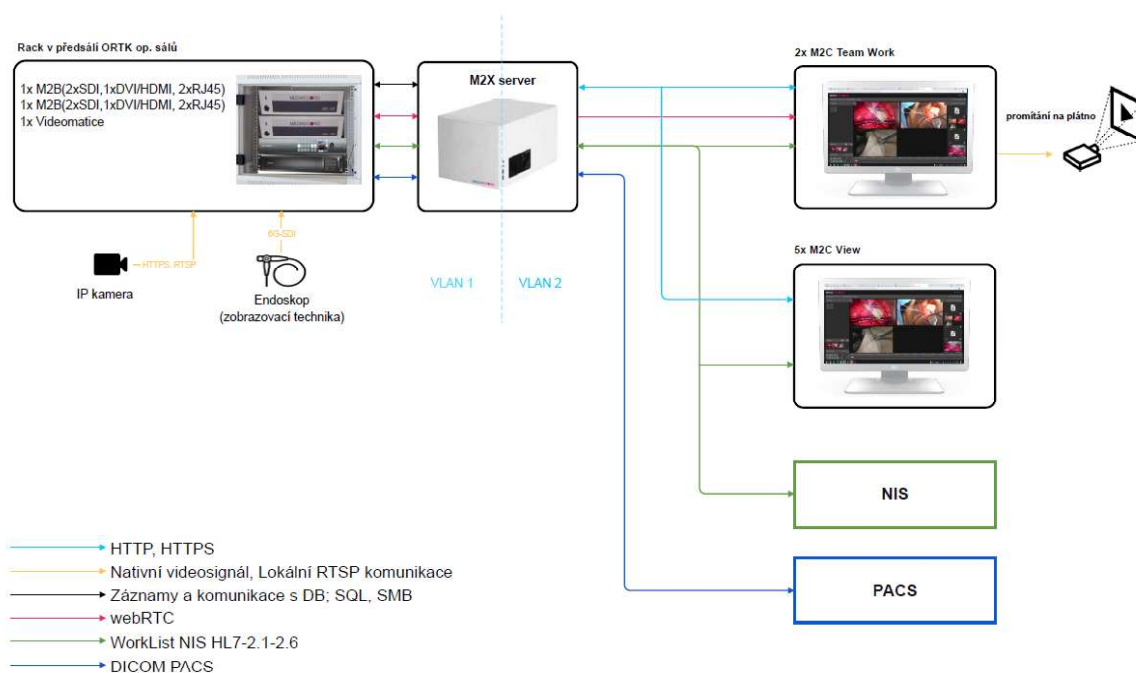 Rack v předsálí ORTK op. sálů
1x M2B(2xSDI,1xDVI/HDMI, 2xRJ45)
1x M2B(2xSDI,1xDVI/HDMI, 2xRJ45)
1x Videomatice
M2X server
2x M2C Team Work
promítání na plátno
HTTPS, RTSP
6G-SDI
IP kamera
Endoskop
(zobrazovací technika)
VLAN 1
VLAN 2
5x M2C View
NIS
PACS
HTTP, HTTPS
Nativní videosignál, Lokální RTSP komunikace
Záznamy a komunikace s DB; SQL, SMB
webRTC
WorkList NIS HL7-2.1-2.6
DICOM PACS